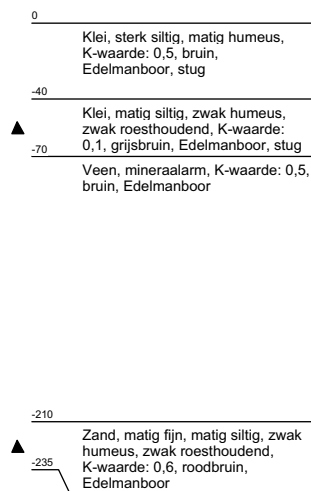 0
Klei, sterk siltig, matig humeus,
K-waarde: 0,5, bruin,
Edelmanboor, stug
-40
Klei, matig siltig, zwak humeus,
zwak roesthoudend, K-waarde:
0,1, grijsbruin, Edelmanboor, stug
-70
Veen, mineraalarm, K-waarde: 0,5,
bruin, Edelmanboor
-210
Zand, matig fijn, matig siltig, zwak
humeus, zwak roesthoudend,
K-waarde: 0,6, roodbruin,
Edelmanboor
-235